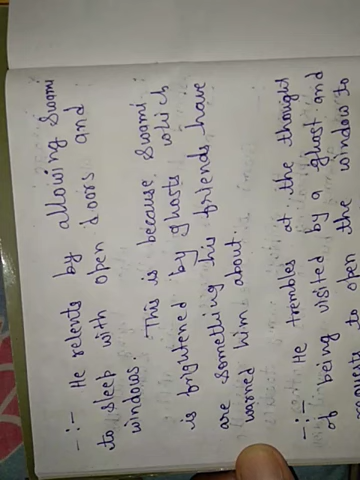 -:- He relents by allowing Swami
to sleep with open doors and
windows.
This is because Swami
is frightened by ghosts which
are something his friends have
warned him about.
-:- He trembles at the thought
of being visited by a ghost and
to open the window to